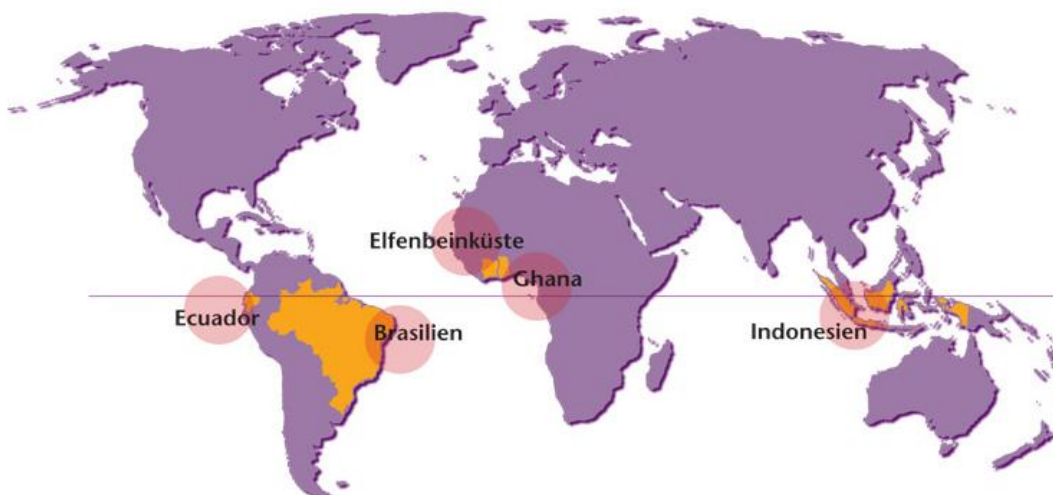 Elfenbeinküste
Ghana
Ecuador
Brasilien
Indonesien